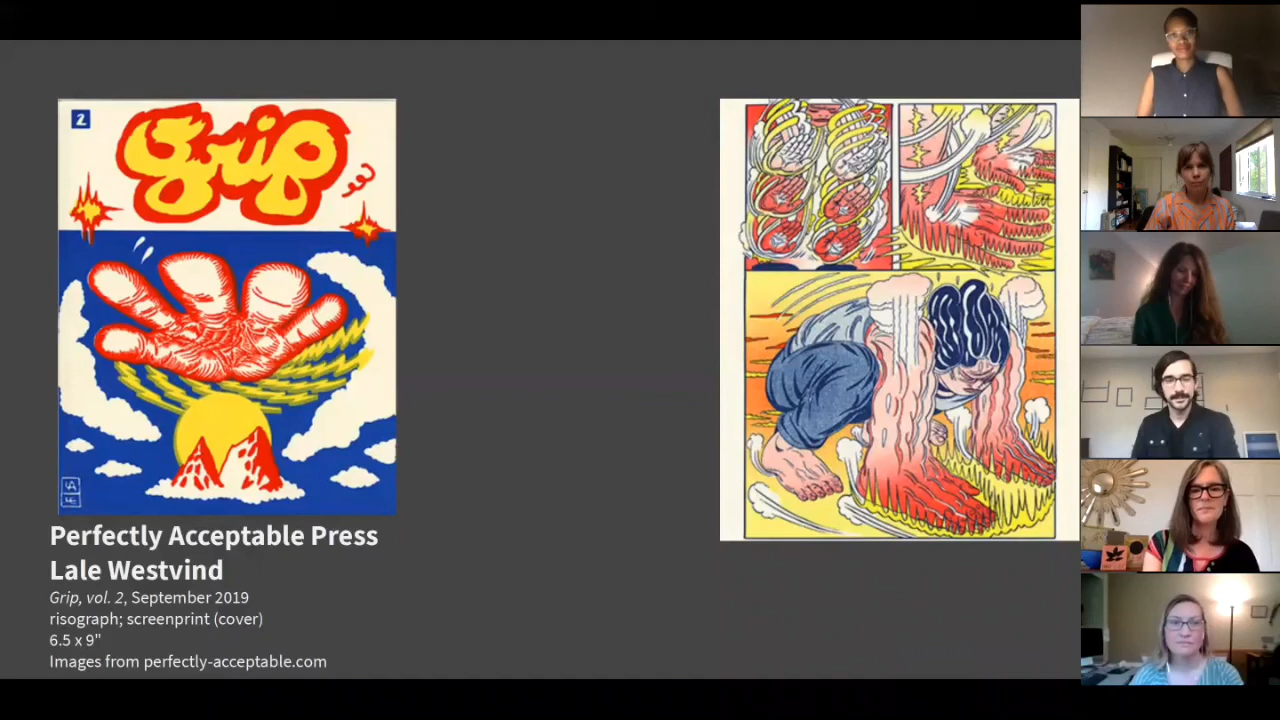 2
grip
Perfectly Acceptable Press
Lale Westvind
Grip, vol. 2, September 2019
risograph; screenprint (cover)
6.5 x 9"
Images from perfectly-acceptable.com